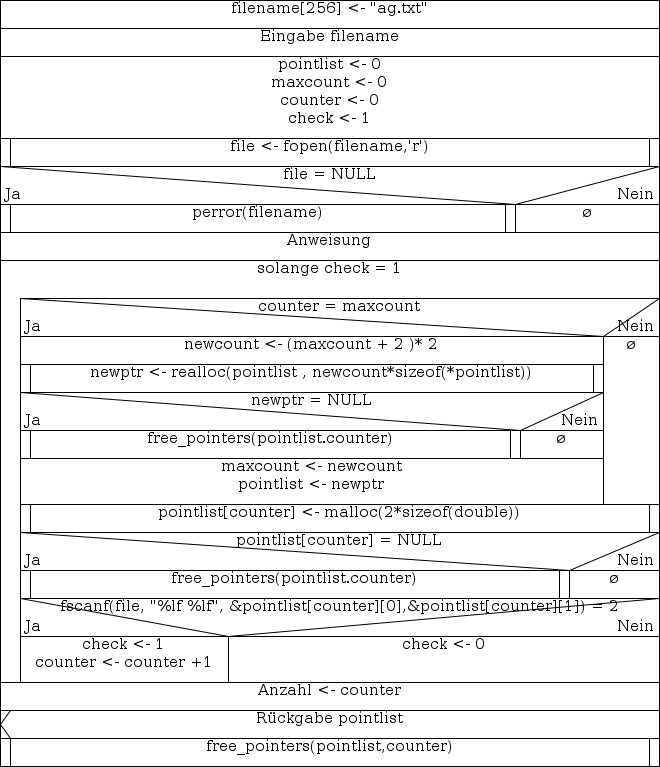 filename[256] <- "ag.txt"
Eingabe filename
pointlist <- 0
maxcount <- 0
counter <- 0
check <- 1
file <- fopen(filename,'r')
file = NULL
Ja
Nein
perror(filename)
∅
Anweisung
solange check = 1
counter = maxcount
Ja
Nein
newcount <- (maxcount + 2 )* 2
∅
newptr <- realloc(pointlist , newcount*sizeof(*pointlist))
newptr = NULL
Ja
Nein
free_pointers(pointlist.counter)
∅
maxcount <- newcount
pointlist <- newptr
pointlist[counter] <- malloc(2*sizeof(double))
pointlist[counter] = NULL
Ja
Nein
free_pointers(pointlist.counter)
∅
fscanf(file, "%lf %lf", &pointlist[counter][0],&pointlist[counter][1]) = 2
Ja
Nein
check <- 1
check <- 0
counter <- counter +1
Anzahl <- counter
Rückgabe pointlist
free_pointers(pointlist,counter)